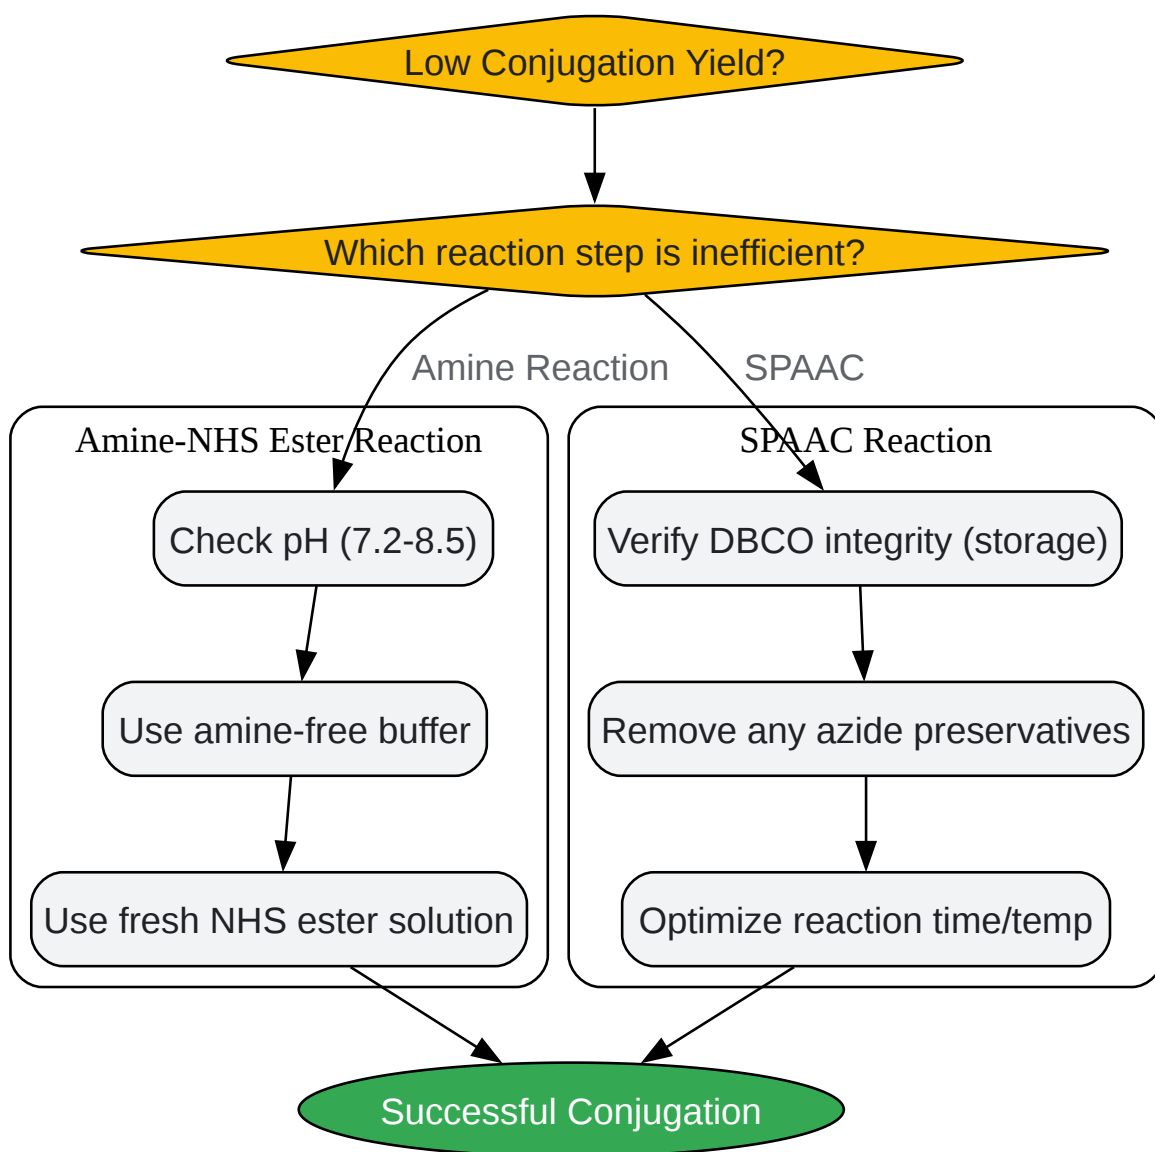 Low Conjugation Yield?
Which reaction step is inefficient?
Amine Reaction
SPAAC
Amine-NHS Ester Reaction
Check pH (7.2-8.5)
Use amine-free buffer
Use fresh NHS ester solution
SPAAC Reaction
Verify DBCO integrity (storage)
Remove any azide preservatives
Optimize reaction time/temp
Successful Conjugation